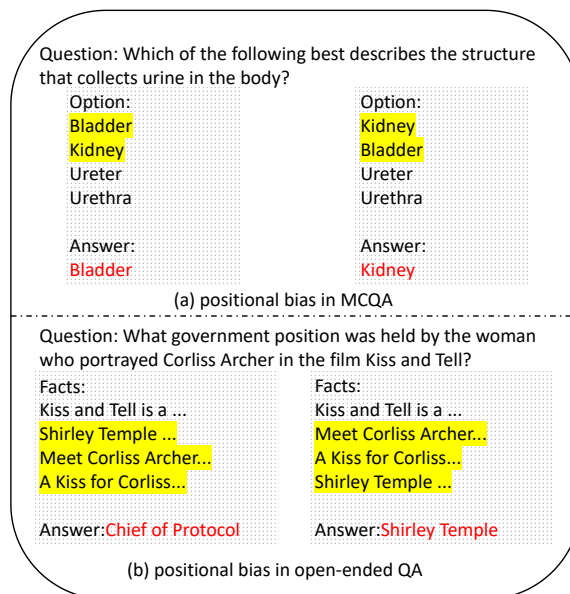 Question: Which of the following best describes the structure
that collects urine in the body?
Option:
Bladder
Kidney
Ureter
Urethra
Answer:
Bladder
Option:
Kidney
Bladder
Ureter
Urethra
Answer:
Kidney
(a) positional bias in MCQA
Question: What government position was held by the woman
who portrayed Corliss Archer in the film Kiss and Tell?
Facts:
Kiss and Tell is a ...
Shirley Temple ...
Meet Corliss Archer...
A Kiss for Corliss...
Answer:Chief of Protocol
Facts:
Kiss and Tell is a ...
Meet Corliss Archer...
A Kiss for Corliss...
Shirley Temple ...
Answer:Shirley Temple
(b) positional bias in open-ended QA